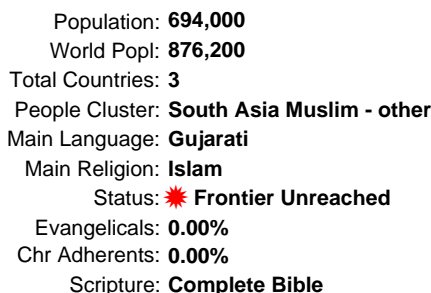 Population: 694,000
World Popl: 876,200
Total Countries: 3
People Cluster: South Asia Muslim - other
Main Language: Gujarati
Main Religion: Islam
Status: Frontier Unreached
Evangelicals: 0.00%
Chr Adherents: 0.00%
Scripture: Complete Bible